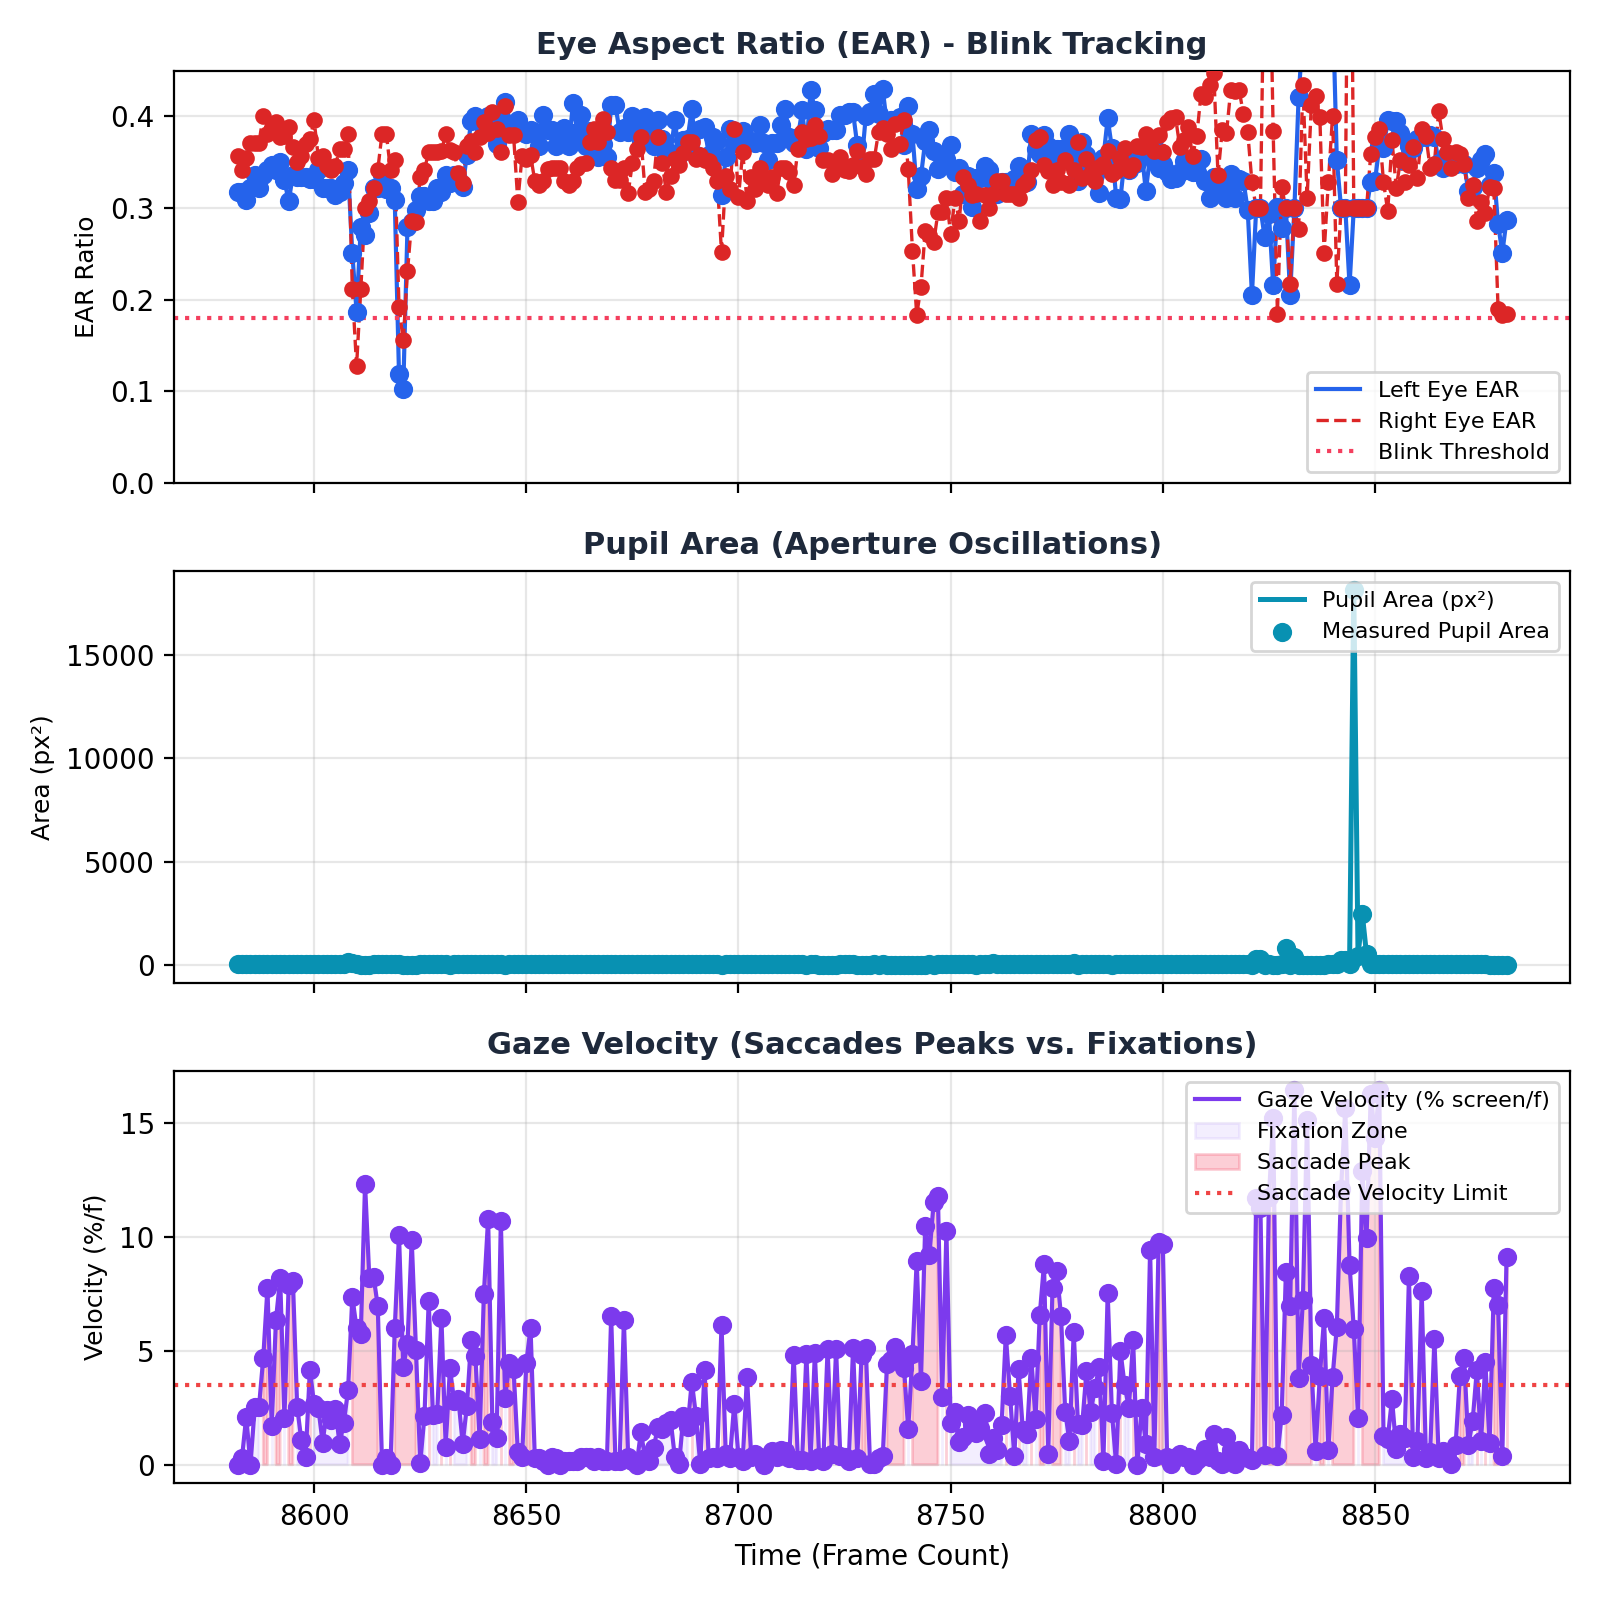 Eye Aspect Ratio (EAR) - Blink Tracking
EAR Ratio
0.4
0.3
0.2
0.1
0.0
Left Eye EAR
Right Eye EAR
Blink Threshold
Pupil Area (Aperture Oscillations)
Area (px²)
15000
10000
5000
0
Pupil Area (px²)
Measured Pupil Area
Gaze Velocity (Saccades Peaks vs. Fixations)
Velocity (%/f)
15
10
5
0
Gaze Velocity (% screen/f)
Fixation Zone
Saccade Peak
Saccade Velocity Limit
8600 8650 8700 8750 8800 8850
Time (Frame Count)